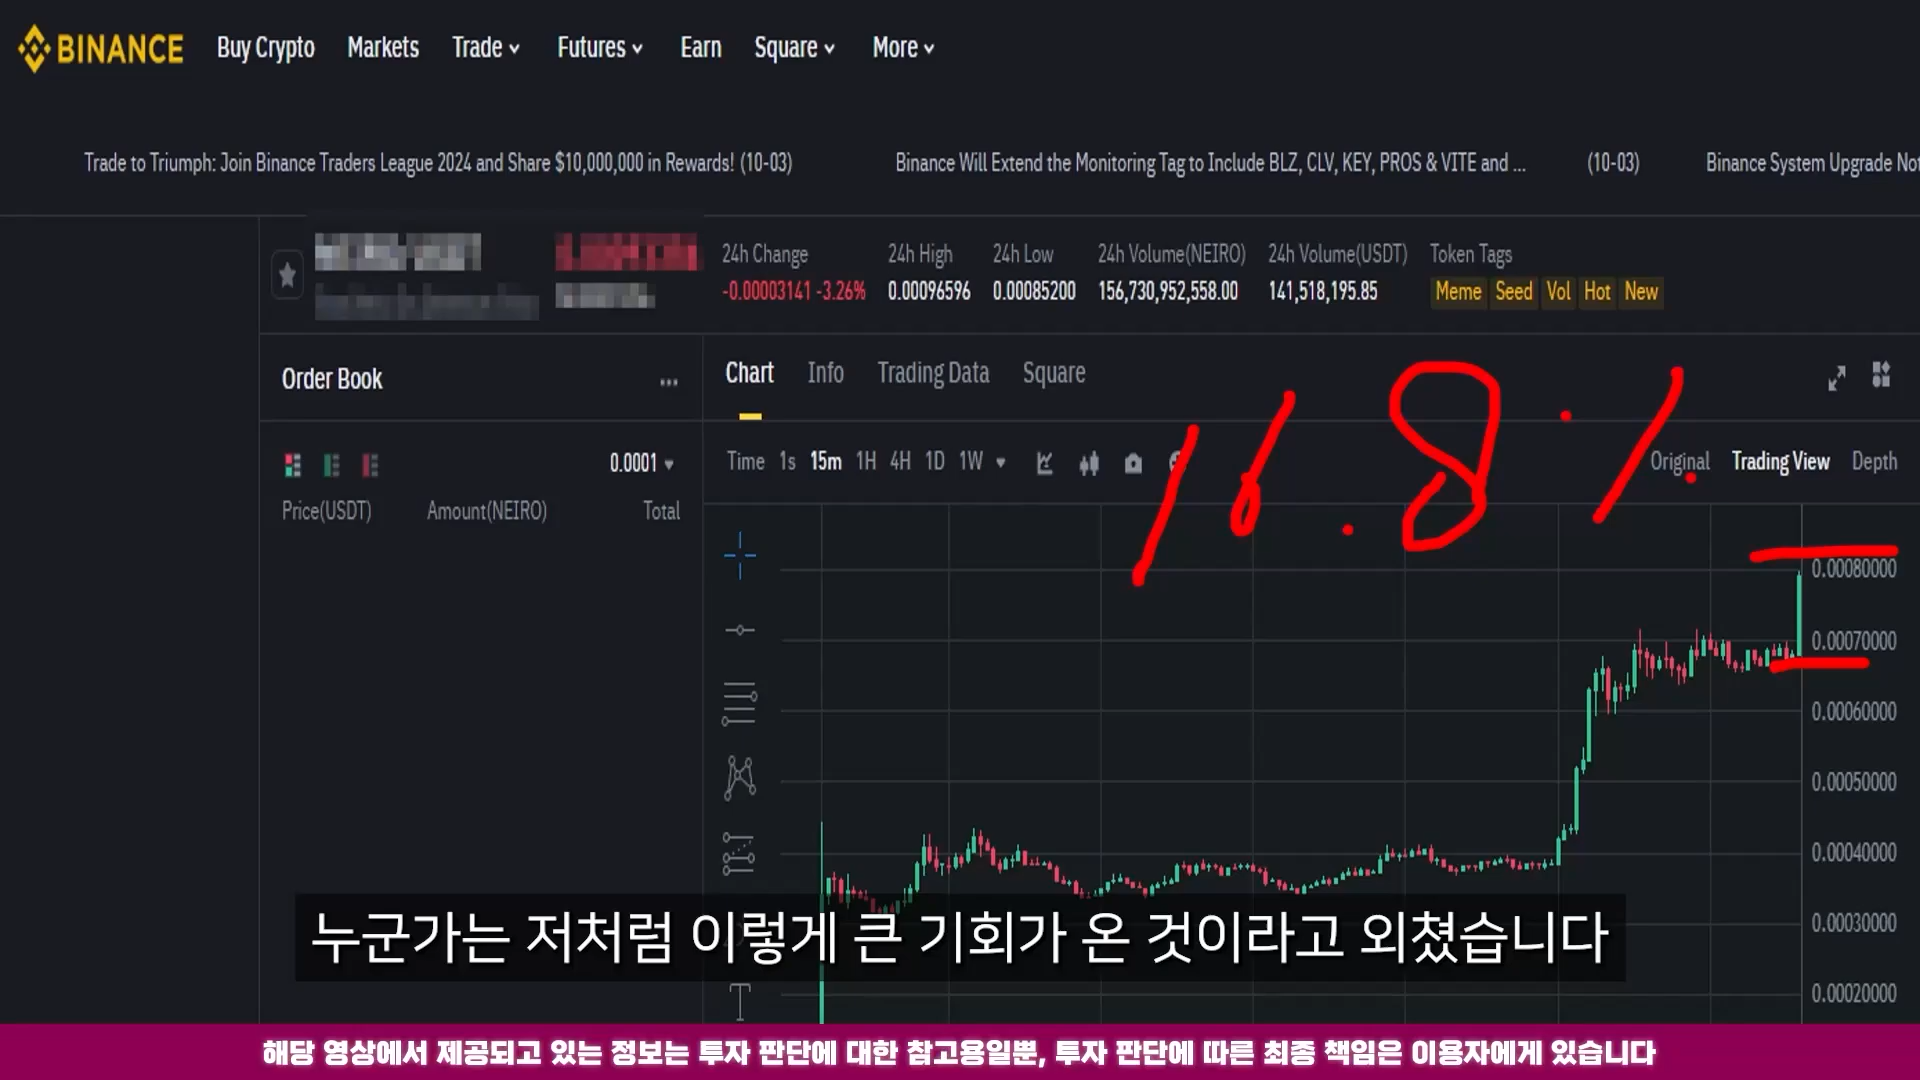 BINANCE Buy Crypto Markets Trade Futures Earn Square More
Trade to Triumph: Join Binance Traders League 2024 and Share $10,000,000 in Rewards! (10-03) Binance Will Extend the Monitoring Tag to Include BLZ, CLV, KEY, PROS & VITE and ... (10-03) Binance System Upgrade Not
24h Change 24h High 24h Low 24h Volume(NEIRO) 24h Volume(USDT) Token Tags
-0.00003141 -3.26% 0.00096596 0.00085200 156,730,952,558.00 141,518,195.85 Meme Seed Vol Hot New
Order Book ...
Chart Info Trading Data Square
16.8%
0.0001
Time 1s 15m 1H 4H 1D 1W Original Trading View Depth
Price(USDT) Amount(NEIRO) Total
0.00080000
0.00070000
0.00060000
0.00050000
0.00040000
0.00030000
0.00020000
누군가는 저처럼 이렇게 큰 기회가 온 것이라고 외쳤습니다
해당 영상에서 제공되고 있는 정보는 투자 판단에 대한 참고용일뿐, 투자 판단에 따른 최종 책임은 이용자에게 있습니다